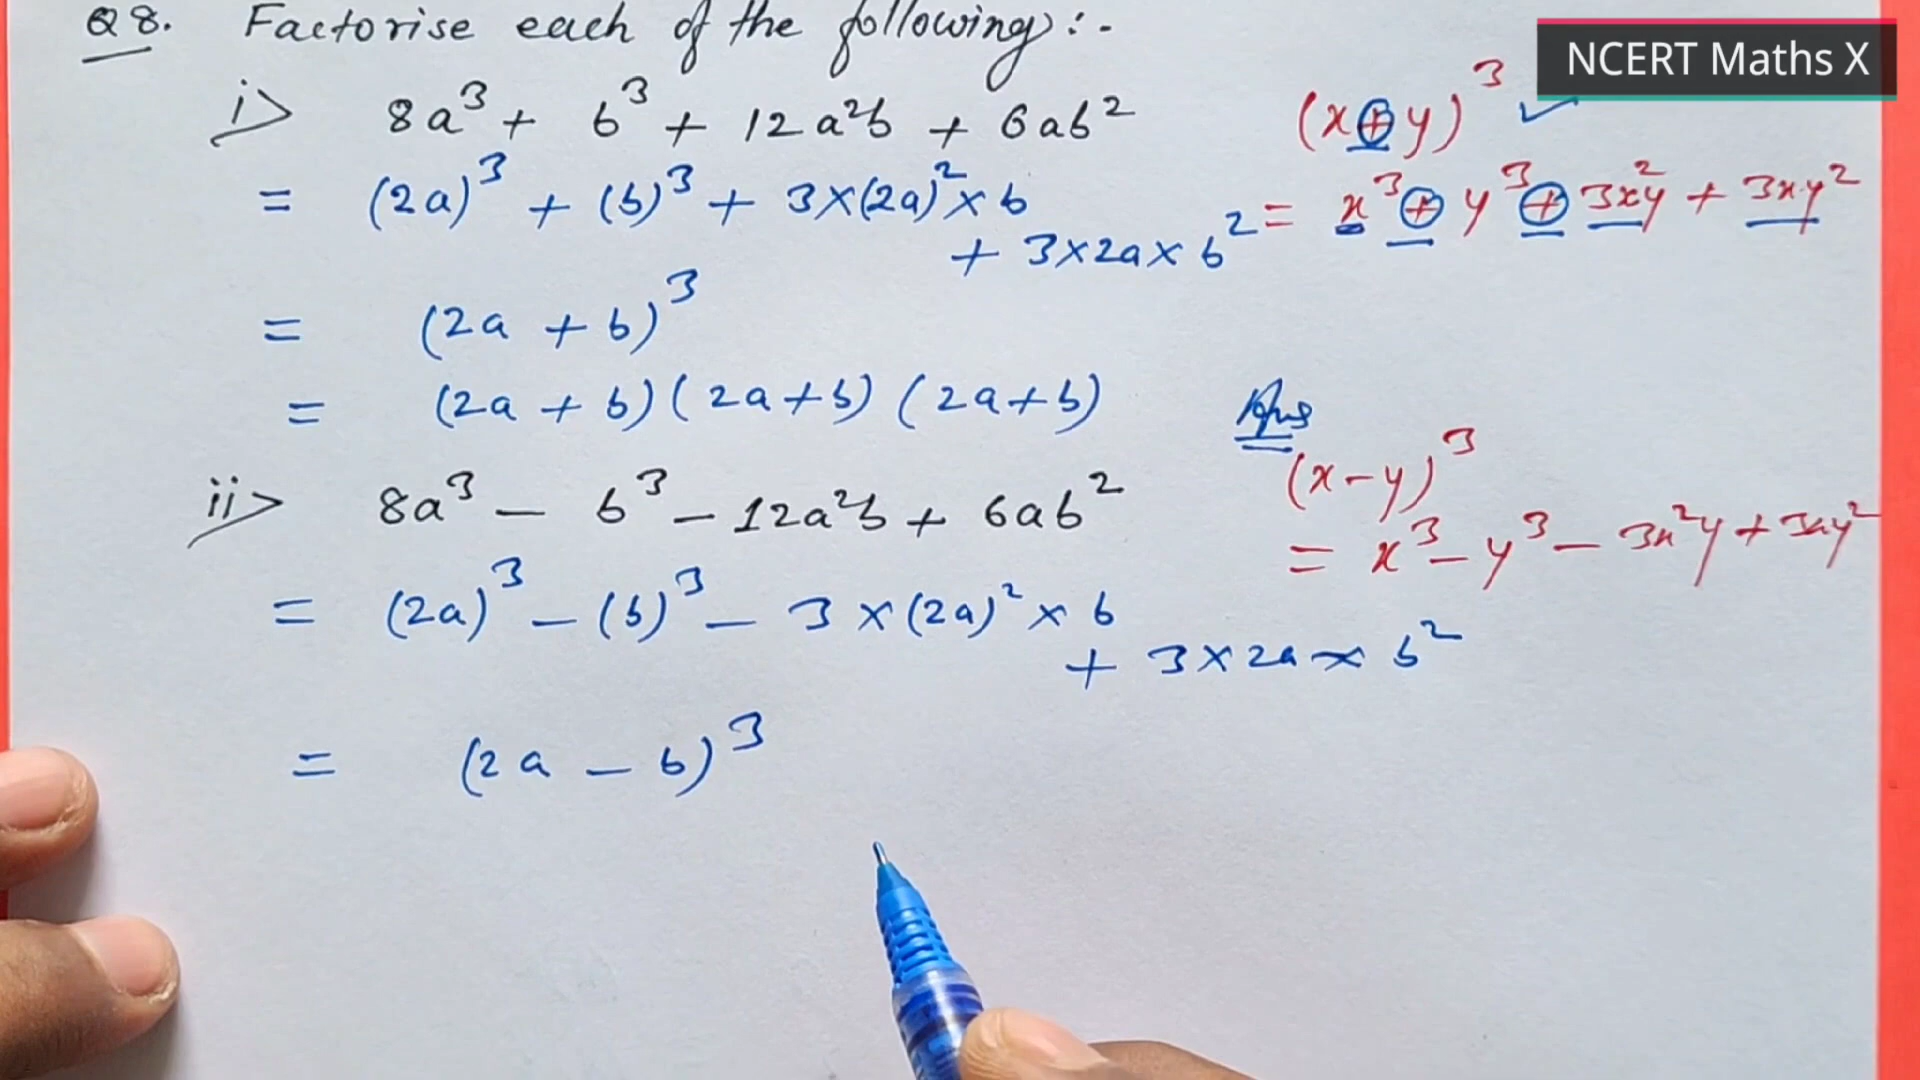 Q 8. Factorise each of the following :-
NCERT Maths X
i> 8a³ + b³ + 12a²b + 6ab²
(x+y)³ ✓
= (2a)³ + (b)³ + 3×(2a)²×b
+ 3×2a×b²
= x³ + y³ + 3x²y + 3xy²
= (2a + b)³
= (2a + b) (2a+b) (2a+b) Ans
ii> 8a³ – b³ – 12a²b + 6ab²
(x-y)³
= x³ – y³ – 3x²y + 3xy²
= (2a)³ – (b)³ – 3 × (2a)² × b
+ 3×2a×b²
= (2a – b)³